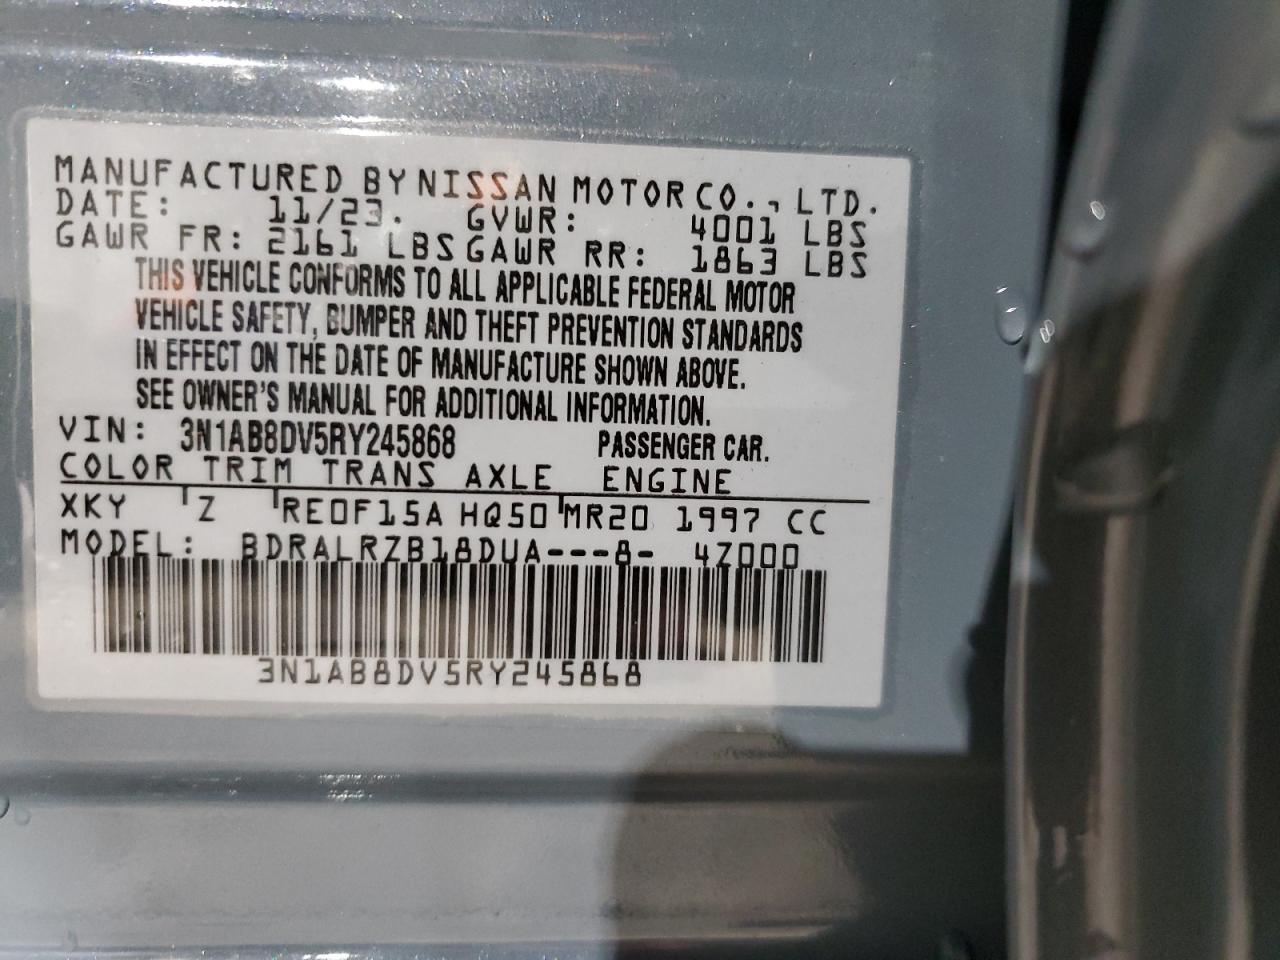 MANUFACTURED BY NISSAN MOTOR CO., LTD.
DATE: 11/23. GVWR: 4001 LBS
GAWR FR: 2161 LBS GAWR RR: 1863 LBS
THIS VEHICLE CONFORMS TO ALL APPLICABLE FEDERAL MOTOR
VEHICLE SAFETY, BUMPER AND THEFT PREVENTION STANDARDS
IN EFFECT ON THE DATE OF MANUFACTURE SHOWN ABOVE.
SEE OWNER'S MANUAL FOR ADDITIONAL INFORMATION.
VIN: 3N1AB8DV5RY245868 PASSENGER CAR.
COLOR TRIM TRANS AXLE ENGINE
XKY Z RE0F15A HQ50 MR20 1997 CC
MODEL: BDRALRZB18DUA---8- 4Z000
3N1AB8DV5RY245868